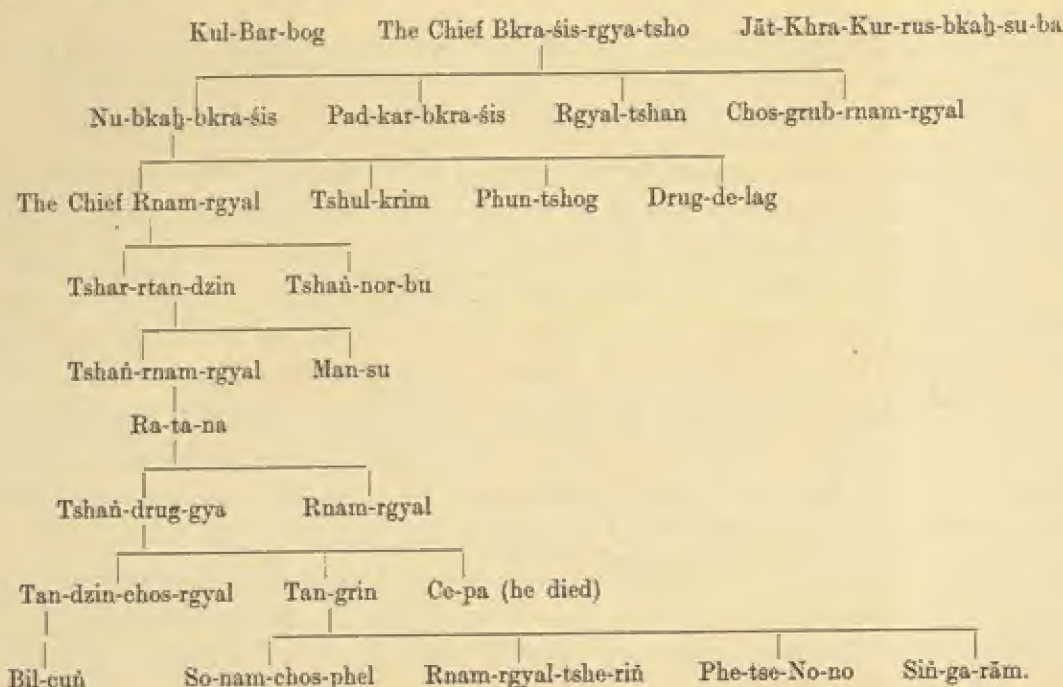 Kul-Bar-bog The Chief Bkra-śis-rgya-tsho Jāt-Khra-Kur-rus-bkaḥ-su-ba
Nu-bkaḥ-bkra-śis Pad-kar-bkra-śis Rgyal-tshan Chos-grub-rnam-rgyal
The Chief Rnam-rgyal Tshul-krim Phun-tshog Drug-de-lag
Tshar-rtan-dzin Tshaṅ-nor-bu
Tshaṅ-rnam-rgyal Man-su
Ra-ta-na
Tshaṅ-drug-gya Rnam-rgyal
Tan-dzin-chos-rgyal Tan-grin Ce-pa (he died)
Bil-cuṅ So-nam-chos-phel Rnam-rgyal-tshe-riṅ Phe-tse-No-no Siṅ-ga-rām.